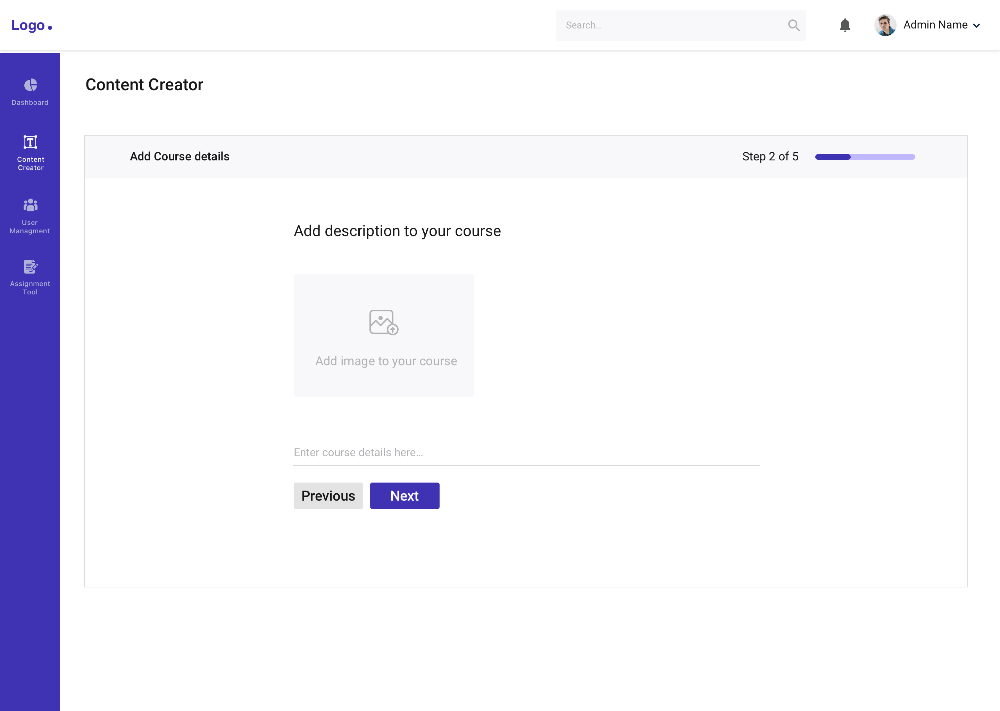 Logo.
Search...
Admin Name
Dashboard
Content
Creator
User
Managment
Assignment
Tool
Content Creator
Add Course details
Step 2 of 5
Add description to your course
Add image to your course
Enter course details here...
Previous
Next